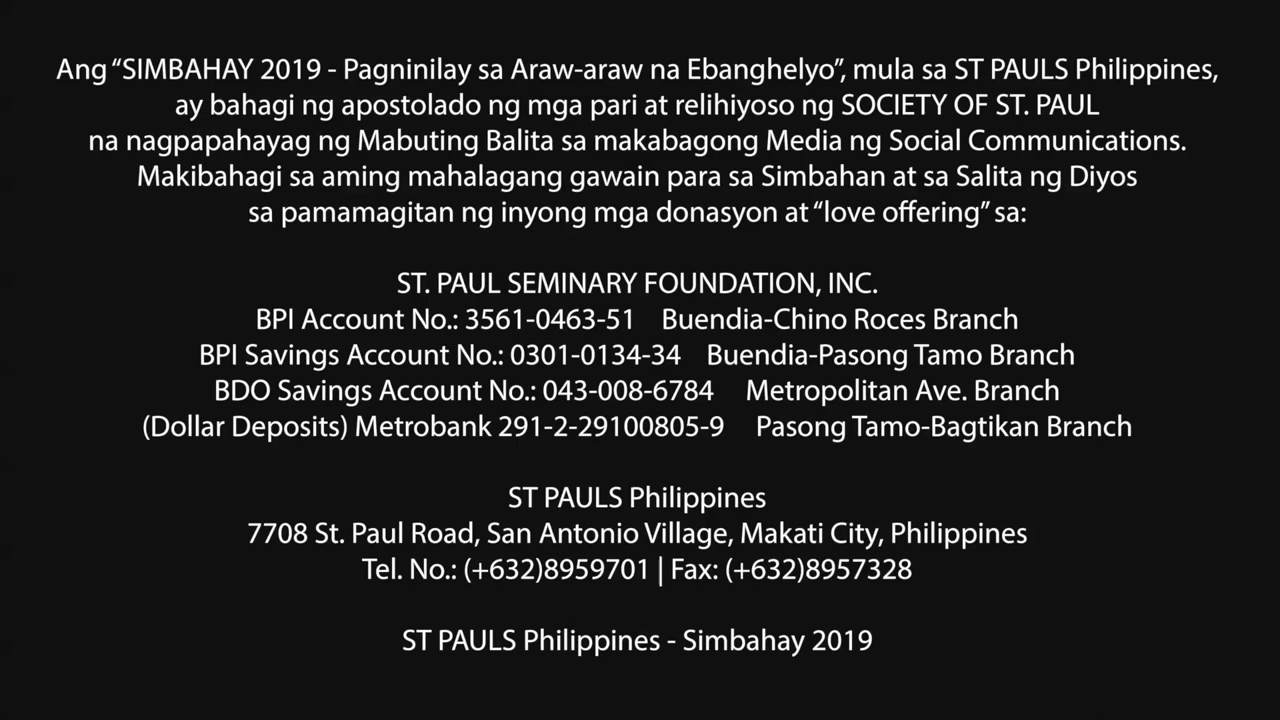 Ang “SIMBAHAY 2019 - Pagninilay sa Araw-araw na Ebanghelyo”, mula sa ST PAULS Philippines,
ay bahagi ng apostolado ng mga pari at relihiyoso ng SOCIETY OF ST. PAUL
na nagpapahayag ng Mabuting Balita sa makabagong Media ng Social Communications.
Makibahagi sa aming mahalagang gawain para sa Simbahan at sa Salita ng Diyos
sa pamamagitan ng inyong mga donasyon at “love offering” sa:
ST. PAUL SEMINARY FOUNDATION, INC.
BPI Account No.: 3561-0463-51 Buendia-Chino Roces Branch
BPI Savings Account No.: 0301-0134-34 Buendia-Pasong Tamo Branch
BDO Savings Account No.: 043-008-6784 Metropolitan Ave. Branch
(Dollar Deposits) Metrobank 291-2-29100805-9 Pasong Tamo-Bagtikan Branch
ST PAULS Philippines
7708 St. Paul Road, San Antonio Village, Makati City, Philippines
Tel. No.: (+632)8959701 | Fax: (+632)8957328
ST PAULS Philippines - Simbahay 2019